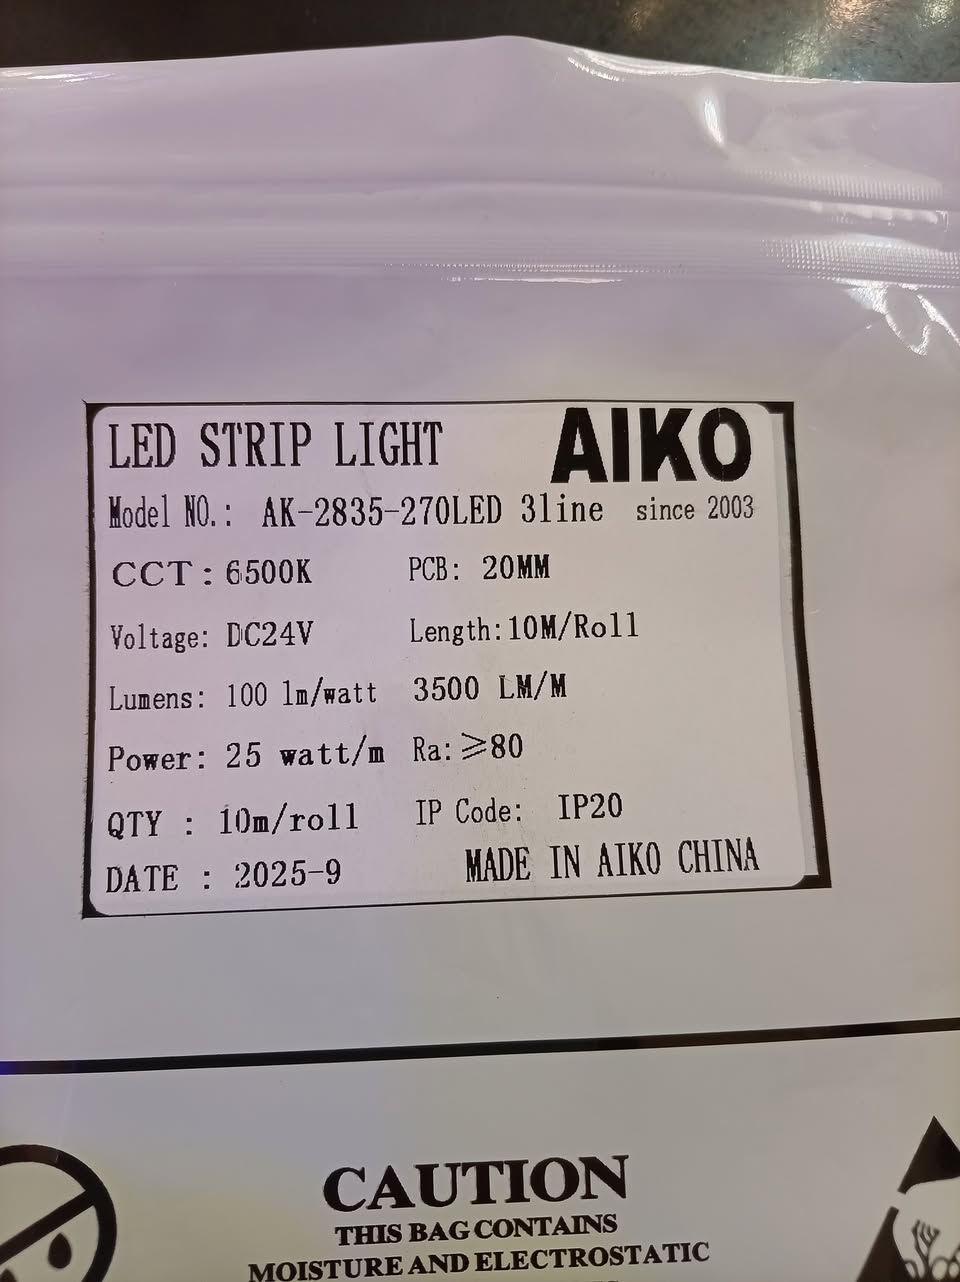 LED STRIP LIGHT AIKO
Model NO.: AK-2835-270LED 3line since 2003
CCT: 6500K PCB: 20MM
Voltage: DC24V Length:10M/Roll
Lumens: 100 lm/watt 3500 LM/M
Power: 25 watt/m Ra:≥80
QTY : 10m/roll IP Code: IP20
DATE : 2025-9 MADE IN AIKO CHINA
CAUTION
THIS BAG CONTAINS
MOISTURE AND ELECTROSTATIC